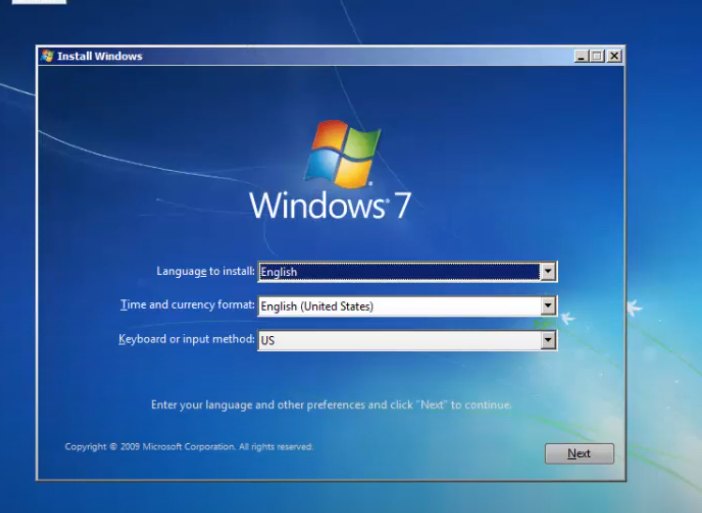 Install Windows
Windows 7
Language to install: English
Time and currency format: English (United States)
Keyboard or input method: US
Enter your language and other preferences and click "Next" to continue.
Copyright © 2009 Microsoft Corporation. All rights reserved.
Next